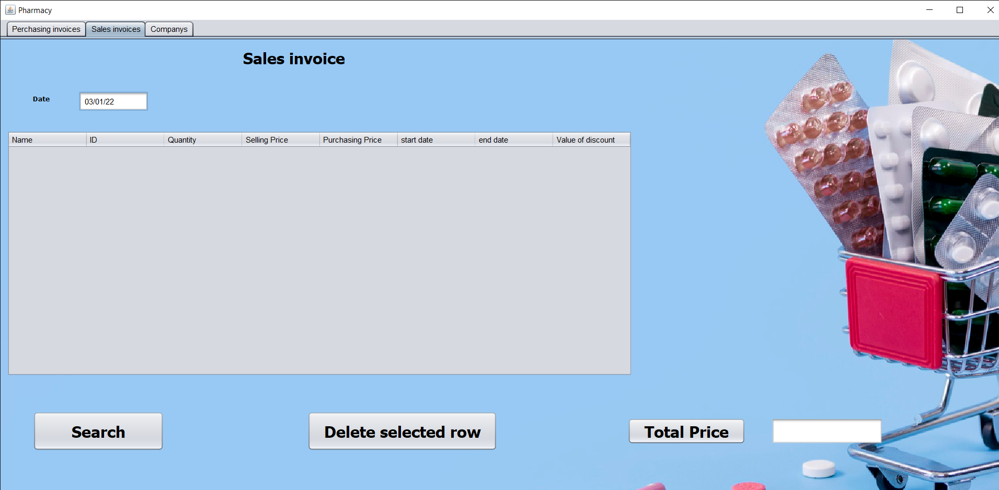 Pharmacy
Perchasing invoices Sales invoices Companys
Sales invoice
Date 03/01/22
Name ID Quantity Selling Price Purchasing Price start date end date Value of discount
Search Delete selected row Total Price